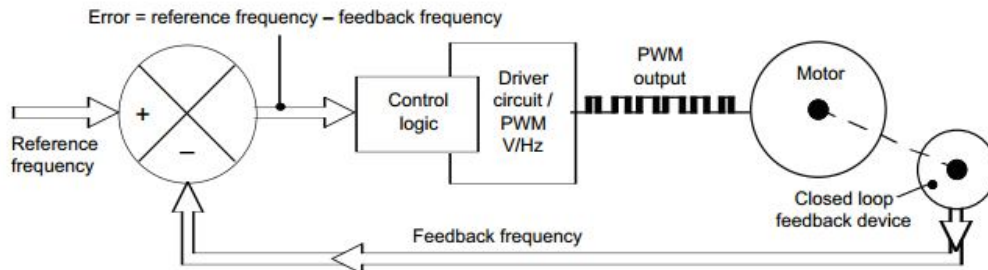 Error = reference frequency – feedback frequency
+
–
Reference
frequency
Control
logic
Driver
circuit /
PWM
V/Hz
PWM
output
Motor
Closed loop
feedback device
Feedback frequency